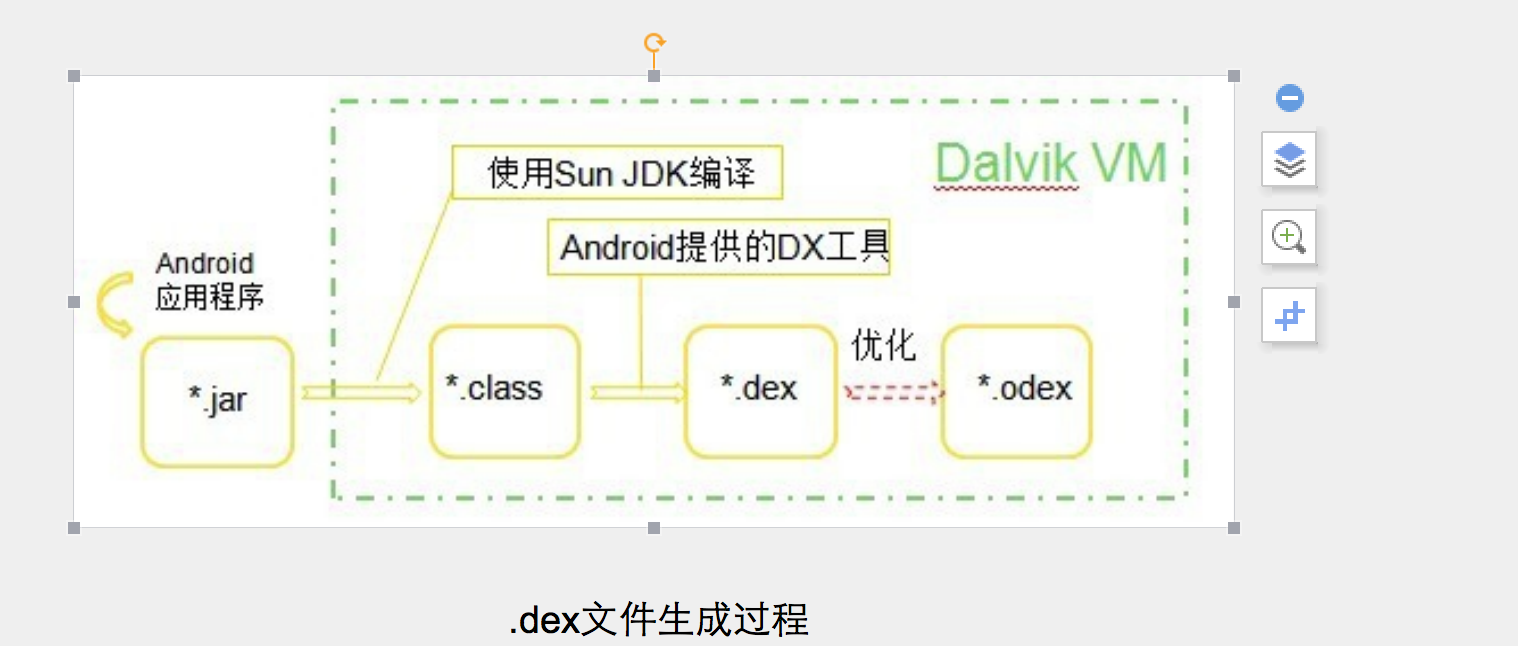 使用Sun JDK编译
Dalvik VM
Android提供的DX工具
Android
应用程序
优化
*.jar
*.class
*.dex
*.odex
.dex文件生成过程